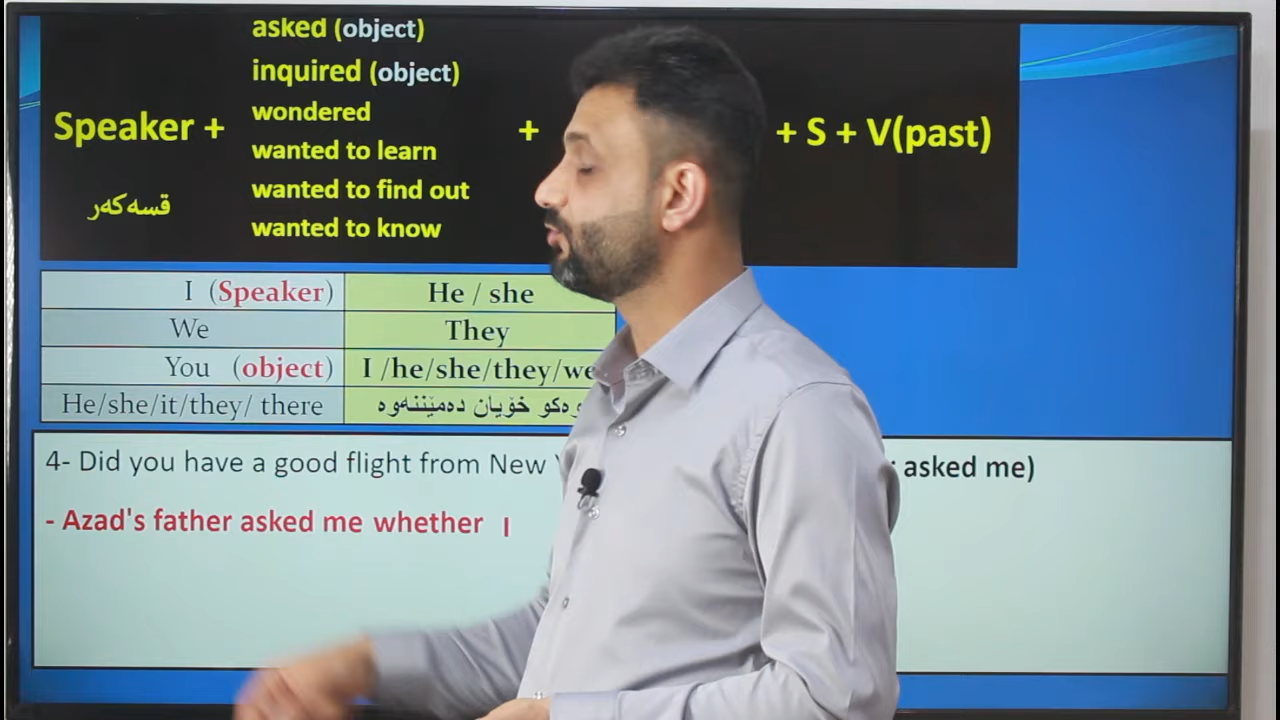 asked (object)
inquired (object)
wondered
wanted to learn
wanted to find out
wanted to know
Speaker +
قسەکەر
+
+ S + V(past)
I (Speaker) He / she
We They
You (object) I /he/she/they/we
He/she/it/they/ there وەکو خۆیان دەمێننەوە
4- Did you have a good flight from New asked me)
- Azad's father asked me whether I